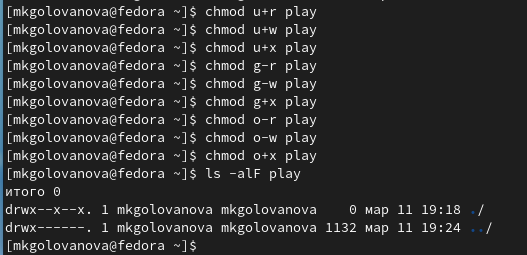 [mkgolovanova@fedora ~]$ chmod u+r play
[mkgolovanova@fedora ~]$ chmod u+w play
[mkgolovanova@fedora ~]$ chmod u+x play
[mkgolovanova@fedora ~]$ chmod g-r play
[mkgolovanova@fedora ~]$ chmod g-w play
[mkgolovanova@fedora ~]$ chmod g+x play
[mkgolovanova@fedora ~]$ chmod o-r play
[mkgolovanova@fedora ~]$ chmod o-w play
[mkgolovanova@fedora ~]$ chmod o+x play
[mkgolovanova@fedora ~]$ ls -alF play
итого 0
drwx--x--x. 1 mkgolovanova mkgolovanova    0 мар 11 19:18 ./
drwx------. 1 mkgolovanova mkgolovanova 1132 мар 11 19:24 ../
[mkgolovanova@fedora ~]$